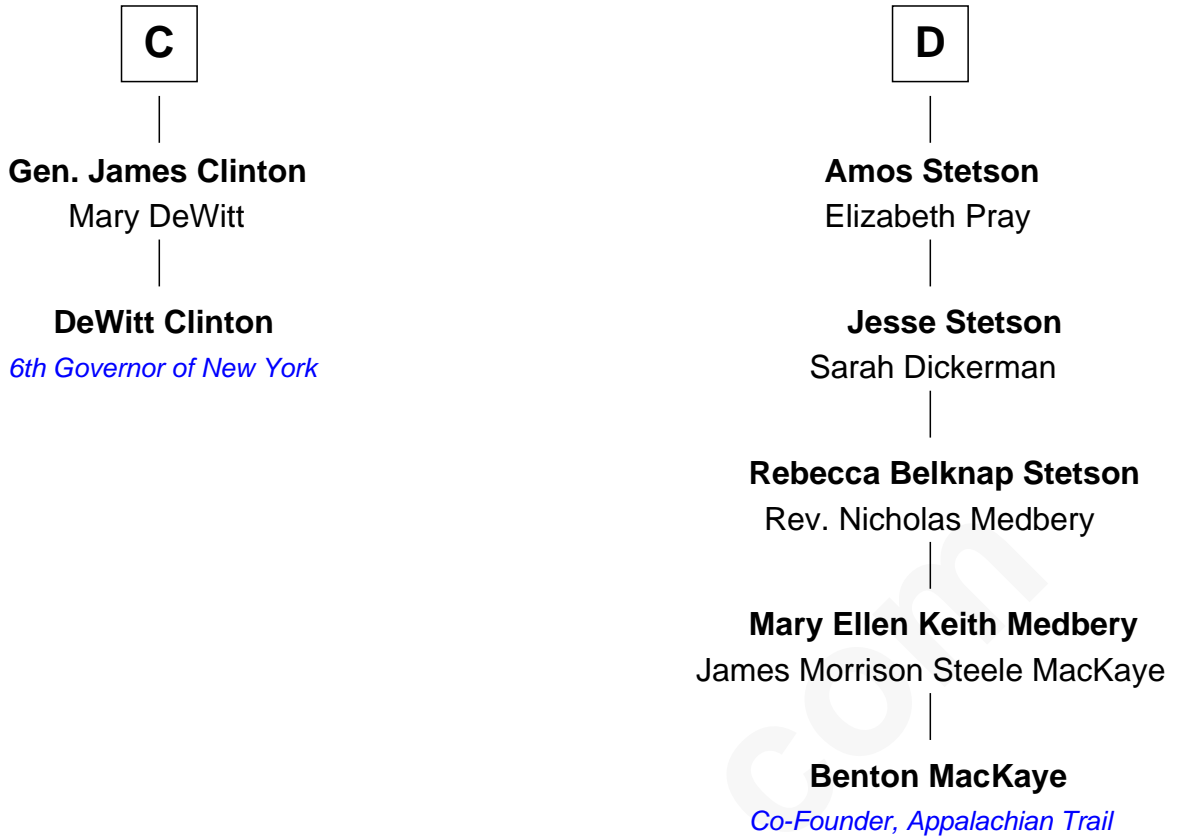 C
Gen. James Clinton
Mary DeWitt
DeWitt Clinton
6th Governor of New York
D
Amos Stetson
Elizabeth Pray
Jesse Stetson
Sarah Dickerman
Rebecca Belknap Stetson
Rev. Nicholas Medbery
Mary Ellen Keith Medbery
James Morrison Steele MacKaye
Benton MacKaye
Co-Founder, Appalachian Trail
com